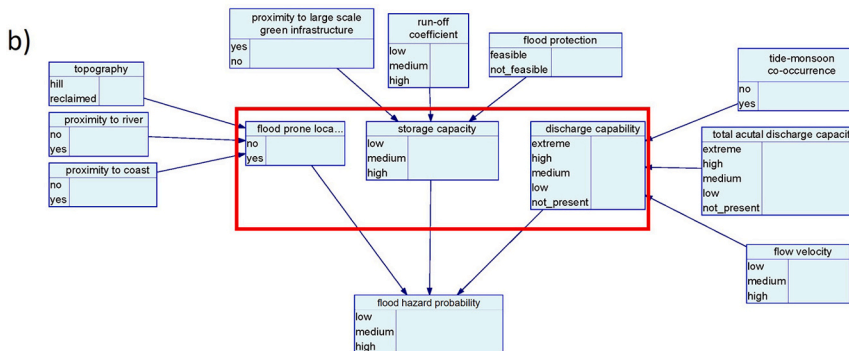 b)
proximity to large scale
green infrastructure
yes
no
run-off
coefficient
low
medium
high
flood protection
feasible
not_feasible
topography
hill
reclaimed
tide-monsoon
co-occurrence
no
yes
proximity to river
no
yes
flood prone loca...
no
yes
storage capacity
low
medium
high
discharge capability
extreme
high
medium
low
not_present
total acutal discharge capacit
extreme
high
medium
low
not_present
proximity to coast
no
yes
flow velocity
low
medium
high
flood hazard probability
low
medium
high